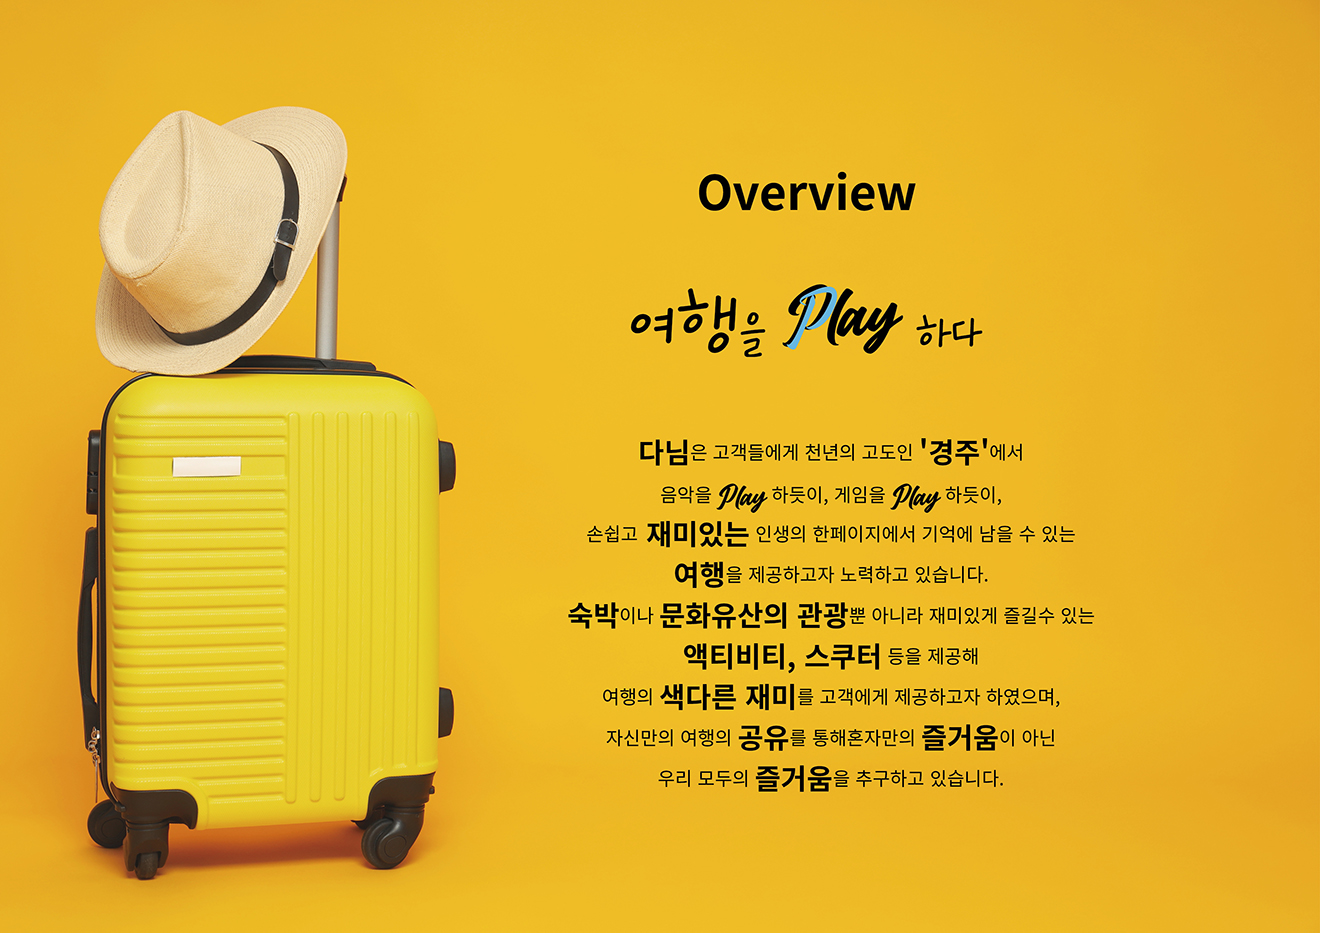 Overview
여행을 Play 하다
다님은 고객들에게 천년의 고도인 '경주'에서
음악을 Play 하듯이, 게임을 Play 하듯이,
손쉽고 재미있는 인생의 한페이지에서 기억에 남을 수 있는
여행을 제공하고자 노력하고 있습니다.
숙박이나 문화유산의 관광뿐 아니라 재미있게 즐길수 있는
액티비티, 스쿠터 등을 제공해
여행의 색다른 재미를 고객에게 제공하고자 하였으며,
자신만의 여행의 공유를 통해혼자만의 즐거움이 아닌
우리 모두의 즐거움을 추구하고 있습니다.